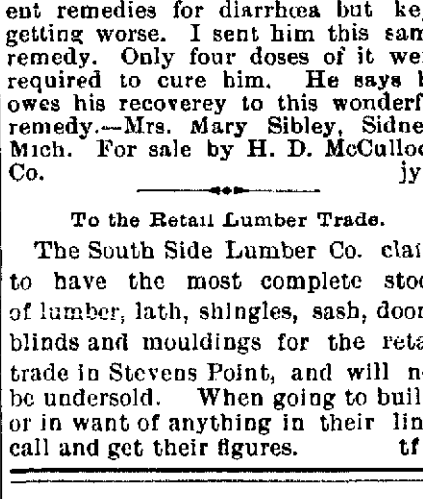 ent remedies for diarrhœa but ke
getting worse. I sent him this sam
remedy. Only four doses of it we
required to cure him. He says h
owes his recoverey to this wonderf
remedy.—Mrs. Mary Sibley, Sidne
Mich. For sale by H. D. McCulloc
Co. jy
To the Retail Lumber Trade.
The South Side Lumber Co. clai
to have the most complete stoc
of lumber, lath, shingles, sash, door
blinds and mouldings for the reta
trade in Stevens Point, and will n
be undersold. When going to buil
or in want of anything in their lin
call and get their figures. tf